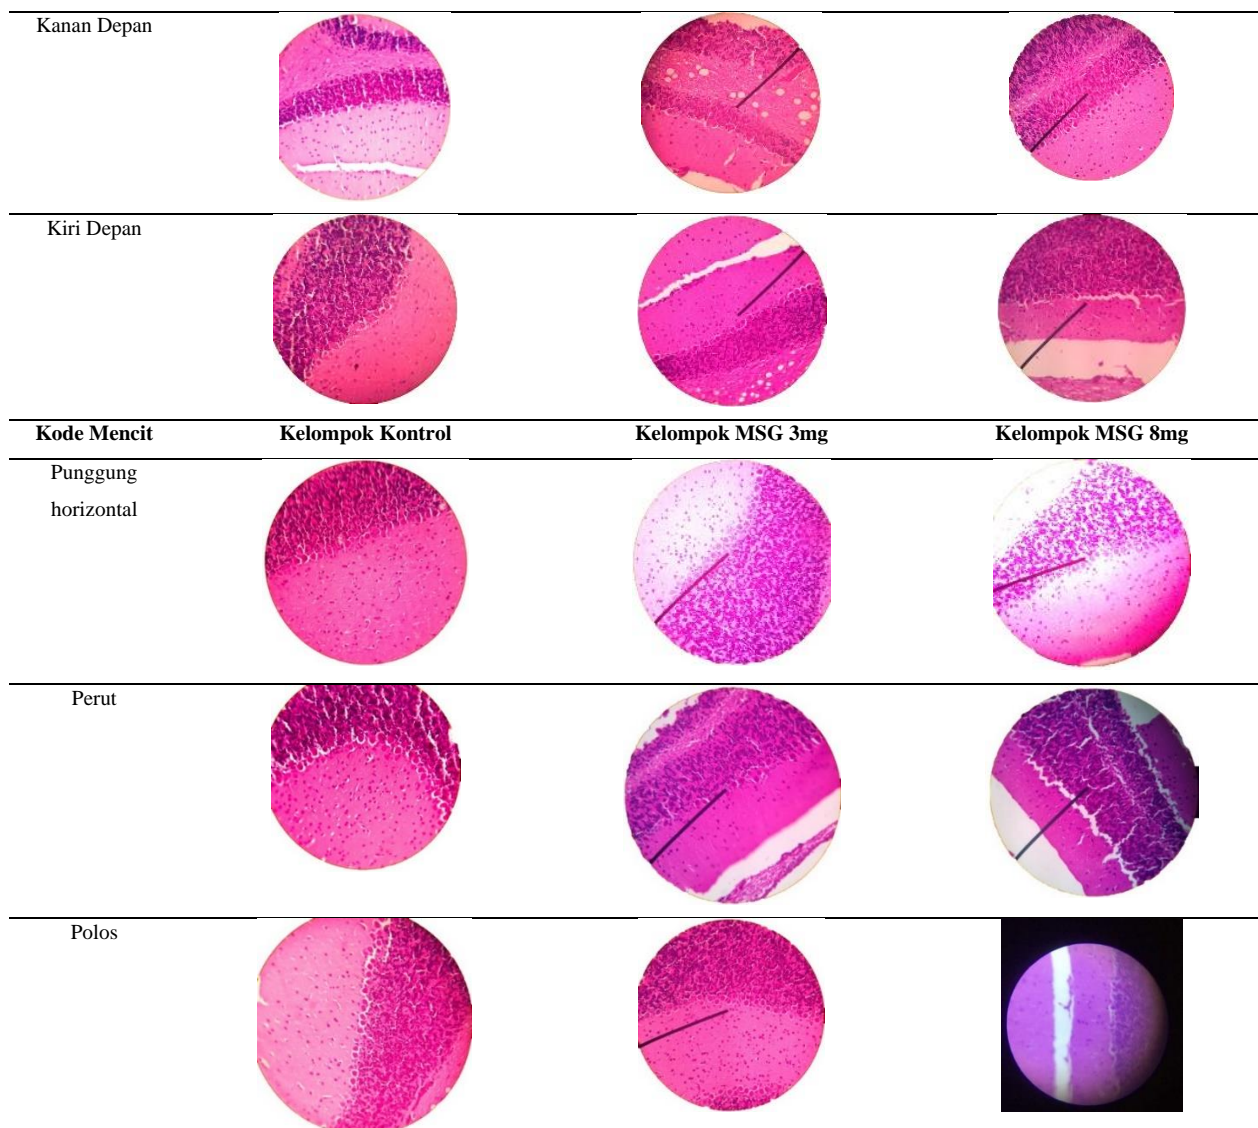 Kanan Depan
Kiri Depan
Kode Mencit Kelompok Kontrol Kelompok MSG 3mg Kelompok MSG 8mg
Punggung
horizontal
Perut
Polos